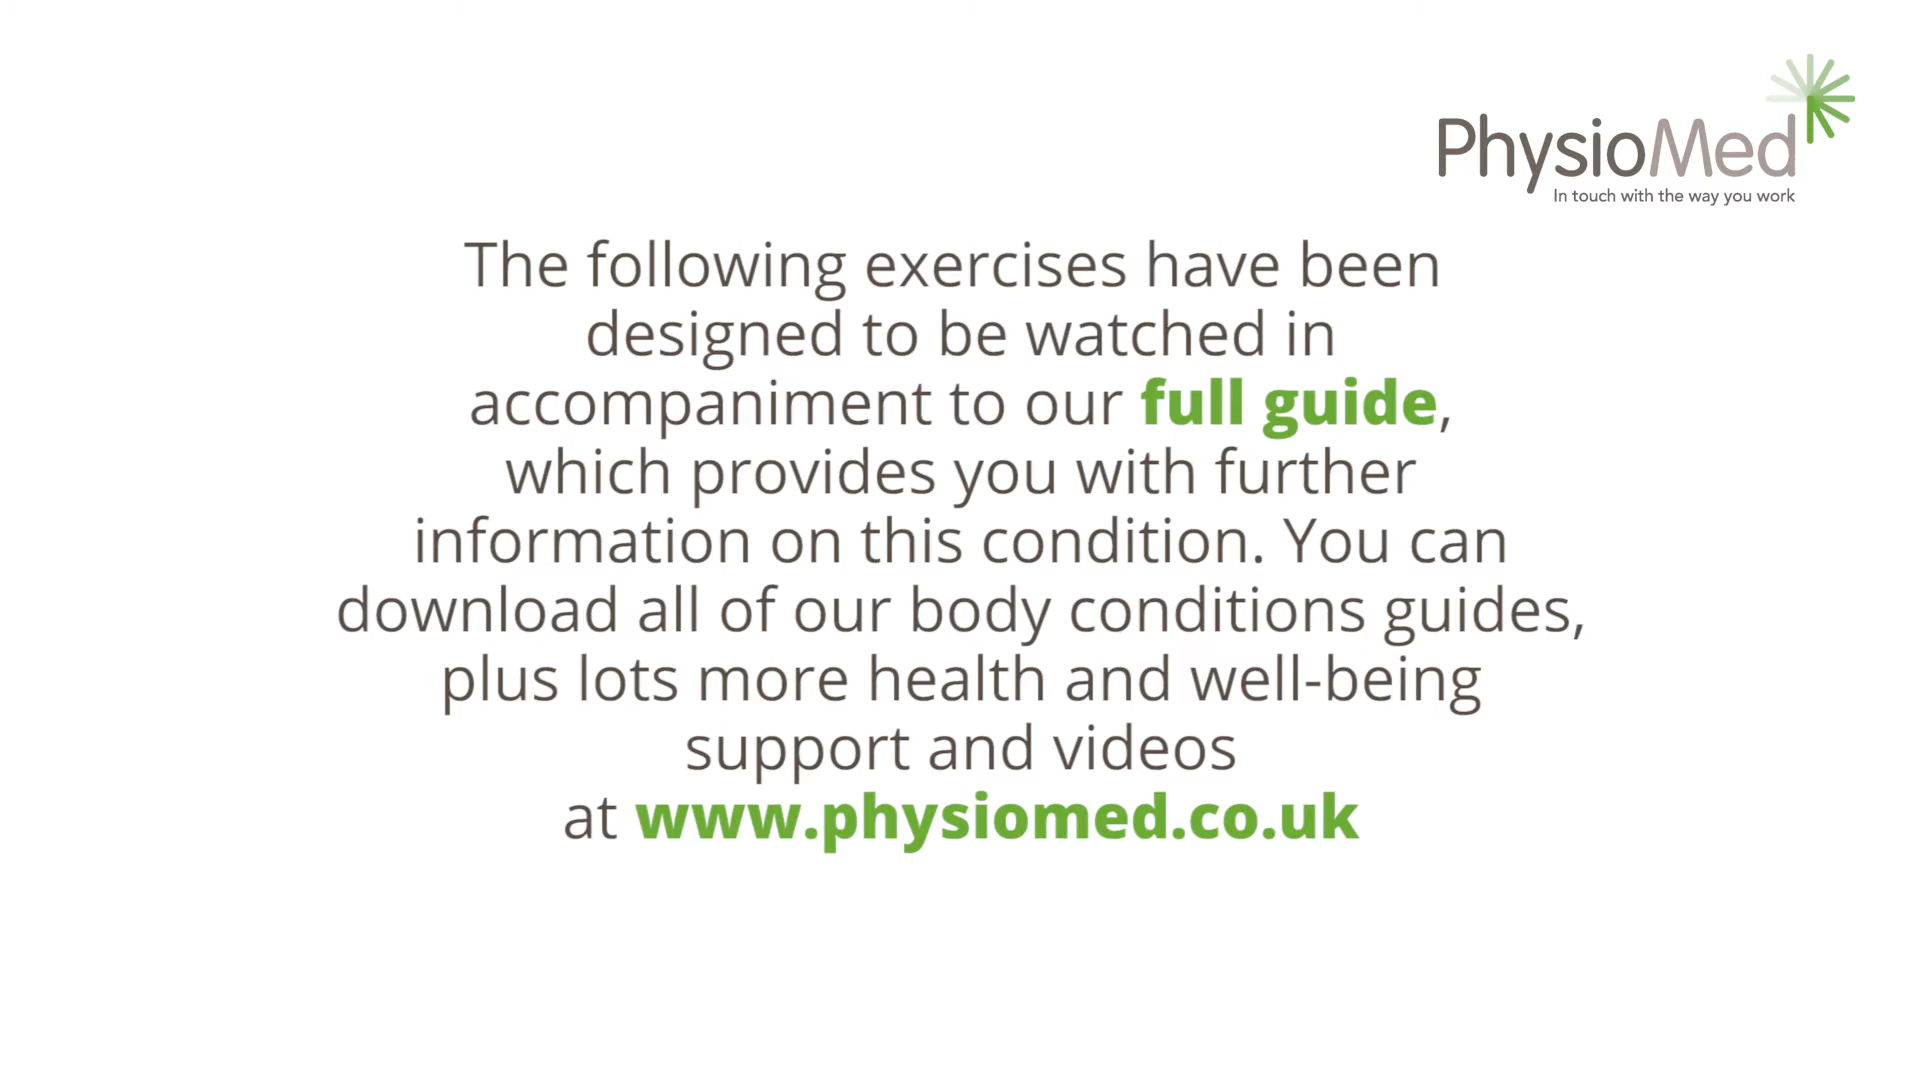 PhysioMed
In touch with the way you work
The following exercises have been
designed to be watched in
accompaniment to our full guide,
which provides you with further
information on this condition. You can
download all of our body conditions guides,
plus lots more health and well-being
support and videos
at www.physiomed.co.uk